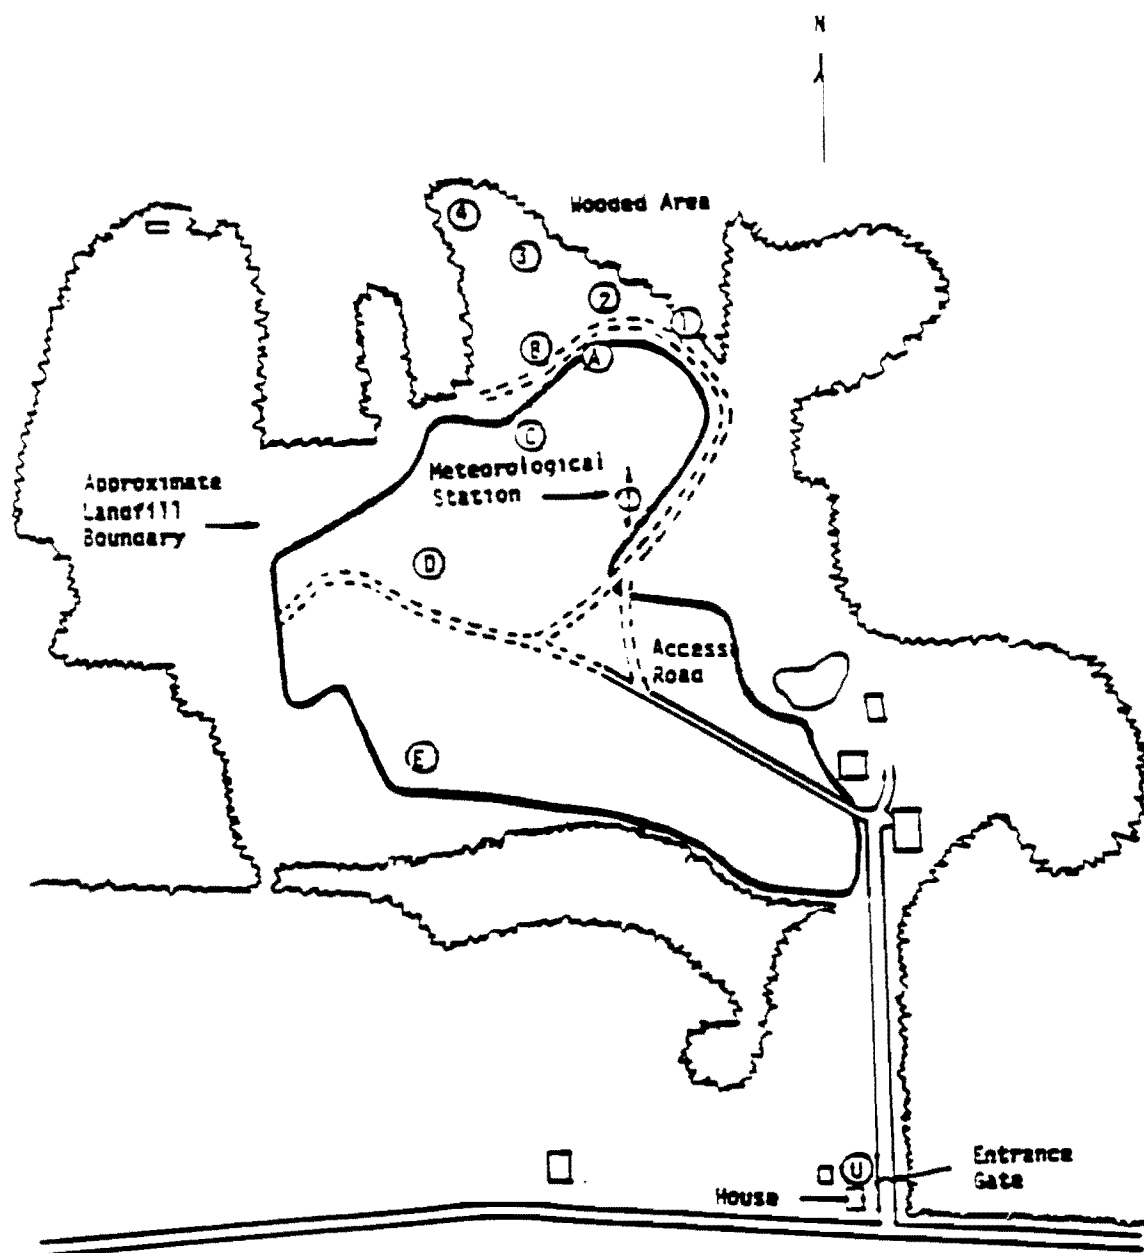 N
Wooded Area
4
3
2
1
B
A
C
Meteorological
Station
Approximate
Landfill
Boundary
D
Access
Road
E
U
Entrance
Gate
House